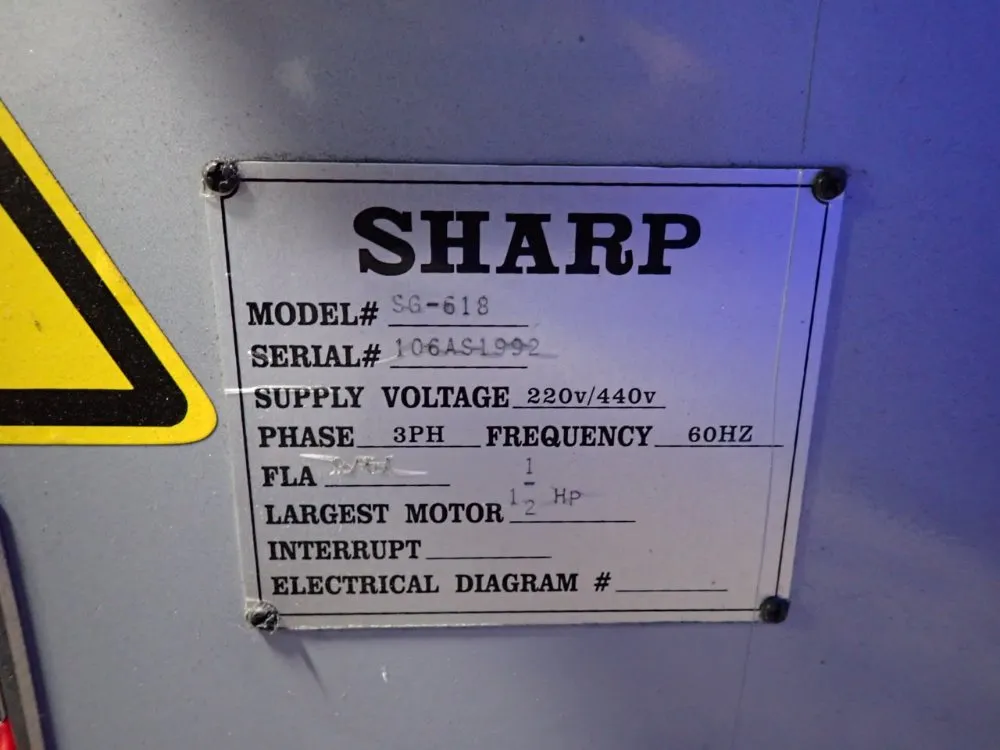 SHARP
MODEL# SG-618
SERIAL# 106AS1992
SUPPLY VOLTAGE 220v/440v
PHASE 3PH FREQUENCY 60HZ
FLA
LARGEST MOTOR 1 1/2 HP
INTERRUPT
ELECTRICAL DIAGRAM #